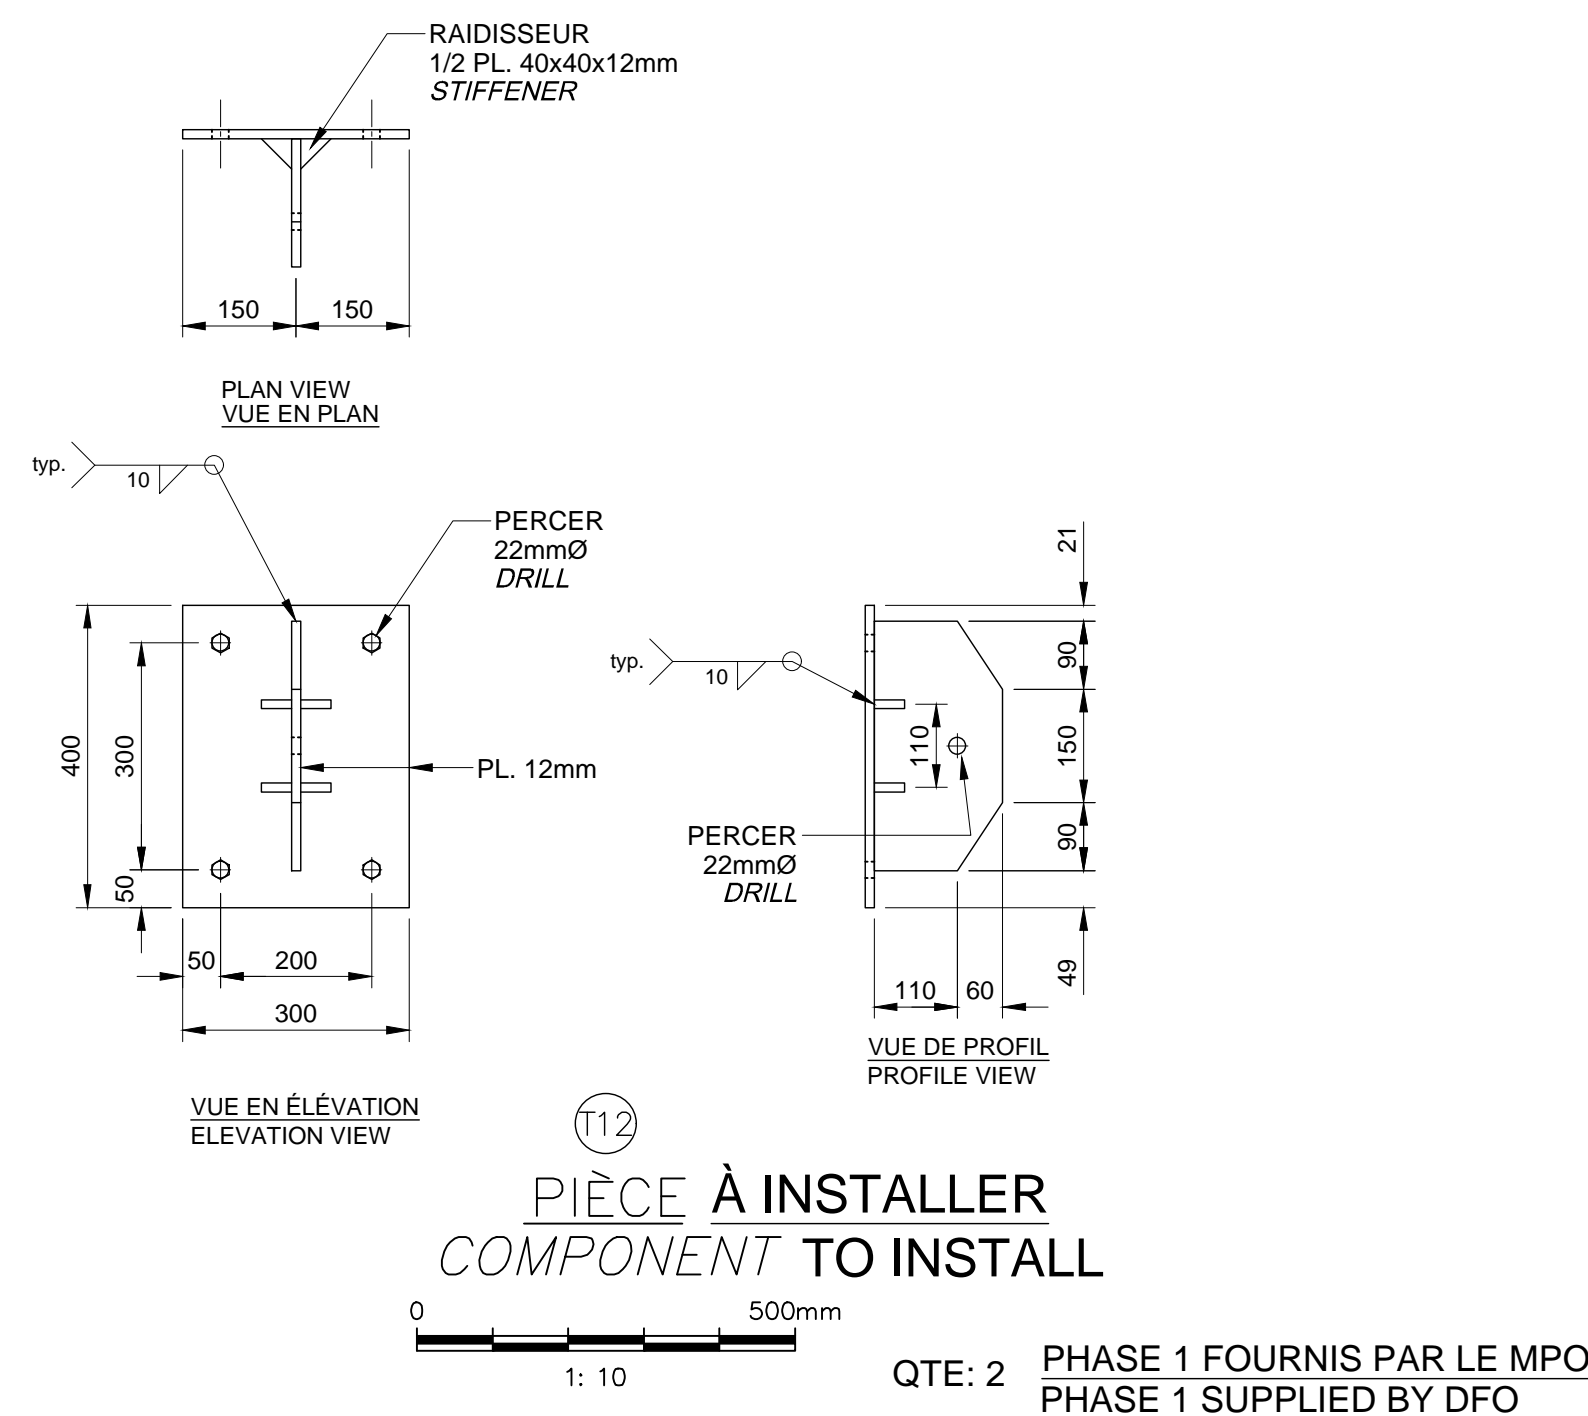 RAIDISSEUR
1/2 PL. 40x40x12mm
STIFFENER
150
150
PLAN VIEW
VUE EN PLAN
typ.
10
PERCER
22mmØ
DRILL
400
300
50
PL. 12mm
50
200
300
VUE EN ÉLÉVATION
ELEVATION VIEW
typ.
10
21
90
110
150
PERCER
22mmØ
DRILL
90
49
110
60
VUE DE PROFIL
PROFILE VIEW
T12
PIÈCE À INSTALLER
COMPONENT TO INSTALL
0
500mm
1: 10
QTE: 2
PHASE 1 FOURNIS PAR LE MPO
PHASE 1 SUPPLIED BY DFO